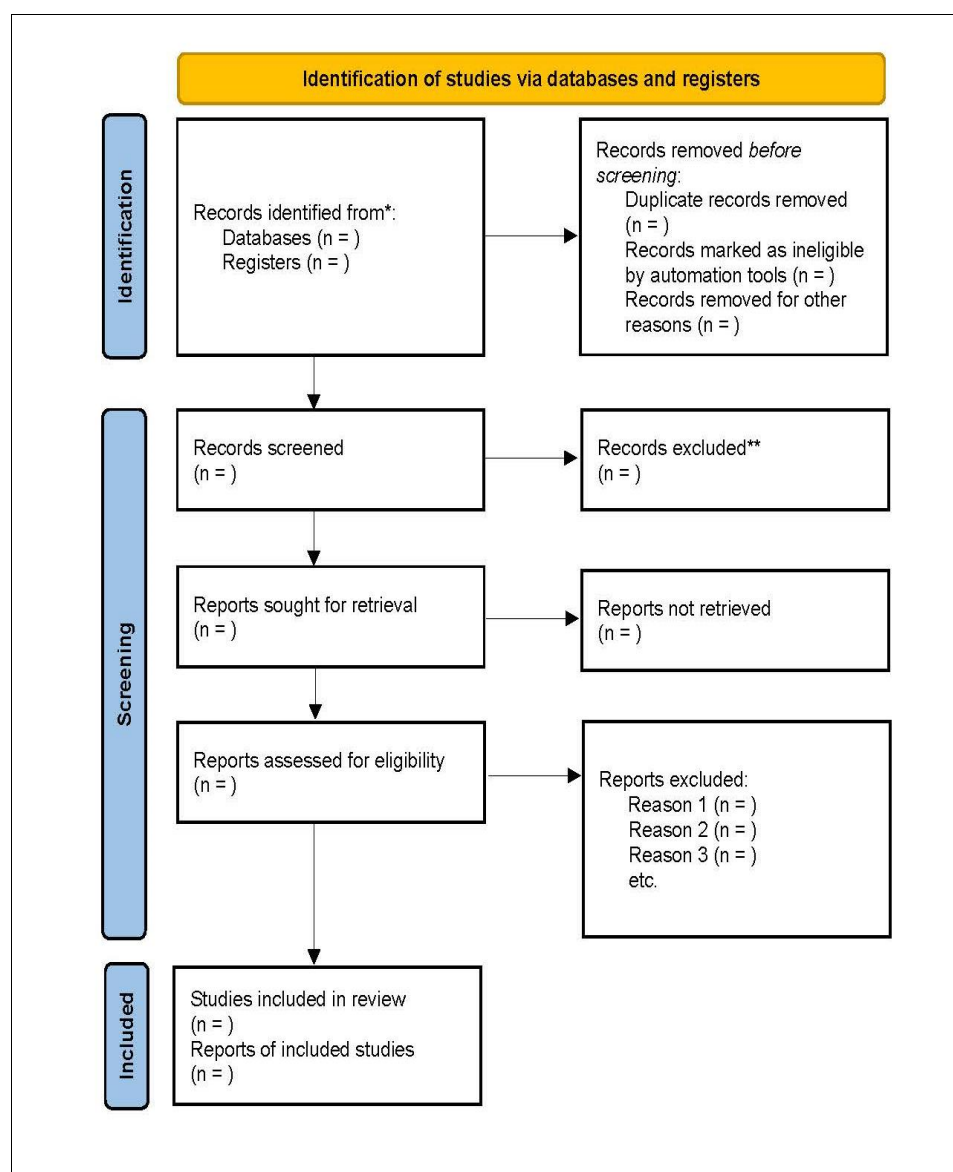 Identification of studies via databases and registers
Identification
Records identified from*:
Databases (n = )
Registers (n = )
Records removed before
screening:
Duplicate records removed
(n = )
Records marked as ineligible
by automation tools (n = )
Records removed for other
reasons (n = )
Screening
Records screened
(n = )
Records excluded**
(n = )
Reports sought for retrieval
(n = )
Reports not retrieved
(n = )
Reports assessed for eligibility
(n = )
Reports excluded:
Reason 1 (n = )
Reason 2 (n = )
Reason 3 (n = )
etc.
Included
Studies included in review
(n = )
Reports of included studies
(n = )